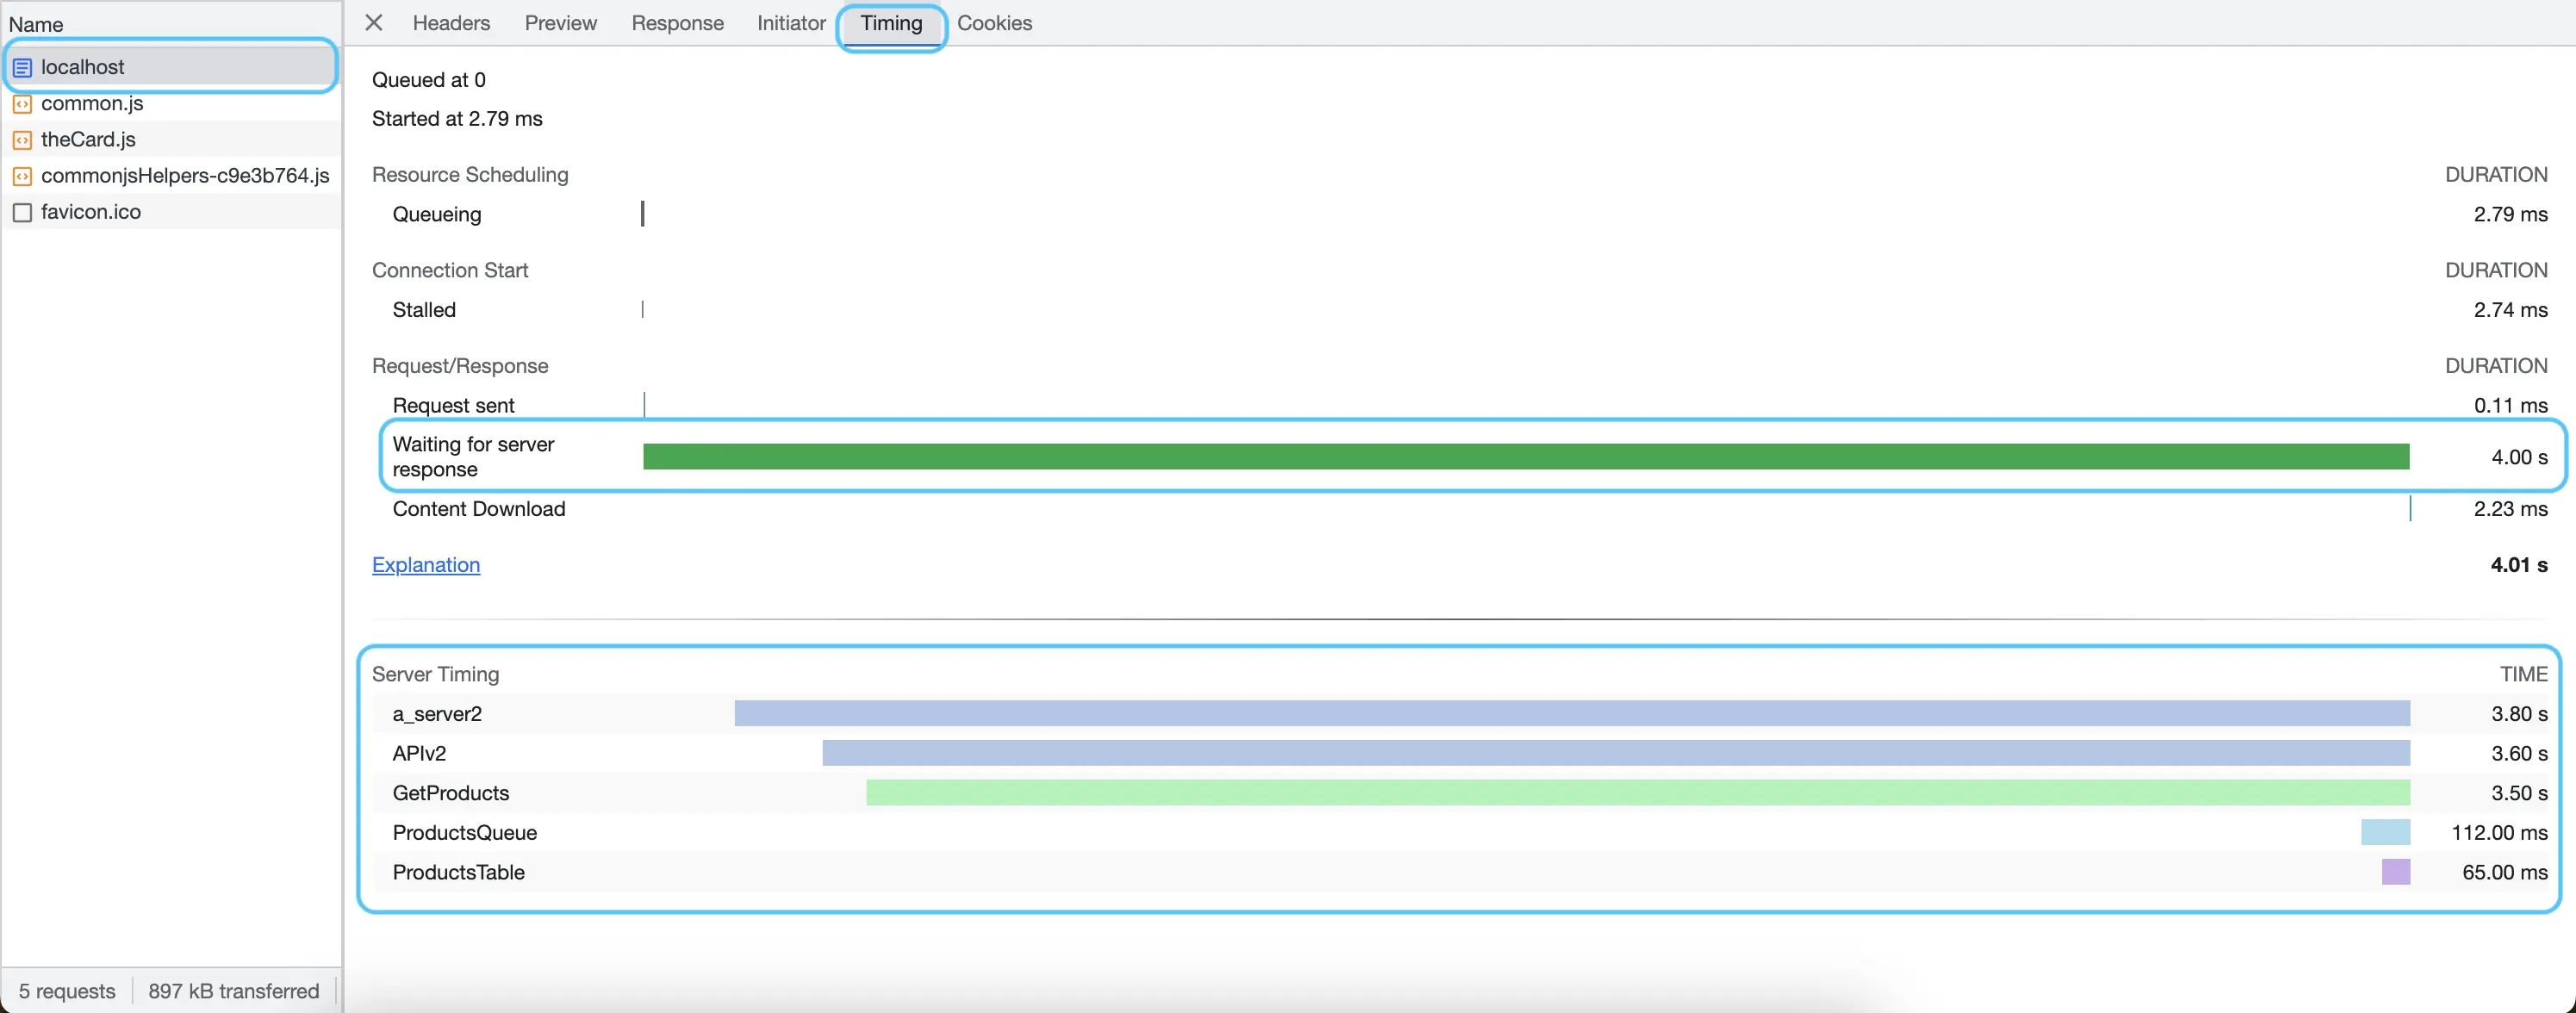 Name
localhost
common.js
theCard.js
commonjsHelpers-c9e3b764.js
favicon.ico
5 requests 897 kB transferred
Headers Preview Response Initiator Timing Cookies
Queued at 0
Started at 2.79 ms
Resource Scheduling DURATION
Queueing 2.79 ms
Connection Start DURATION
Stalled 2.74 ms
Request/Response DURATION
Request sent 0.11 ms
Waiting for server
response 4.00 s
Content Download 2.23 ms
Explanation 4.01 s
Server Timing TIME
a_server2 3.80 s
APIv2 3.60 s
GetProducts 3.50 s
ProductsQueue 112.00 ms
ProductsTable 65.00 ms